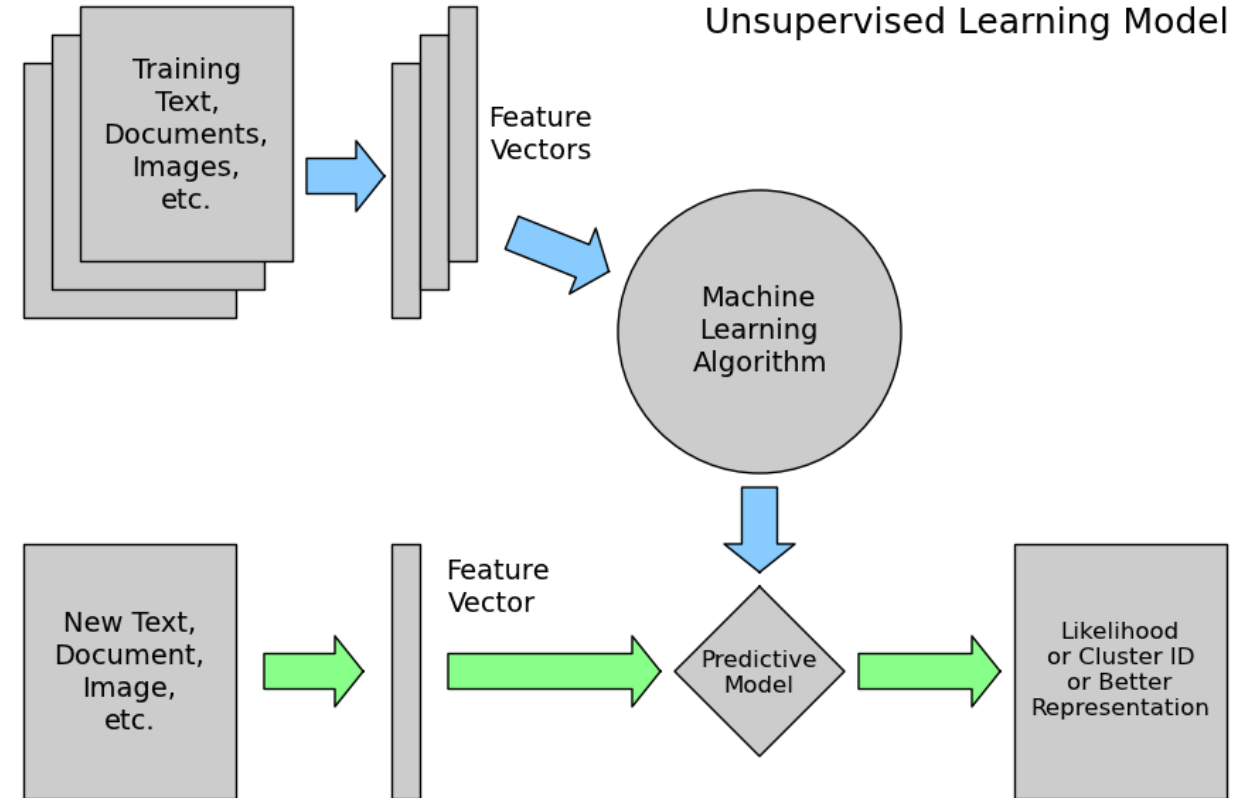 Unsupervised Learning Model
Training
Text,
Documents,
Images,
etc.
Feature
Vectors
Machine
Learning
Algorithm
New Text,
Document,
Image,
etc.
Feature
Vector
Predictive
Model
Likelihood
or Cluster ID
or Better
Representation